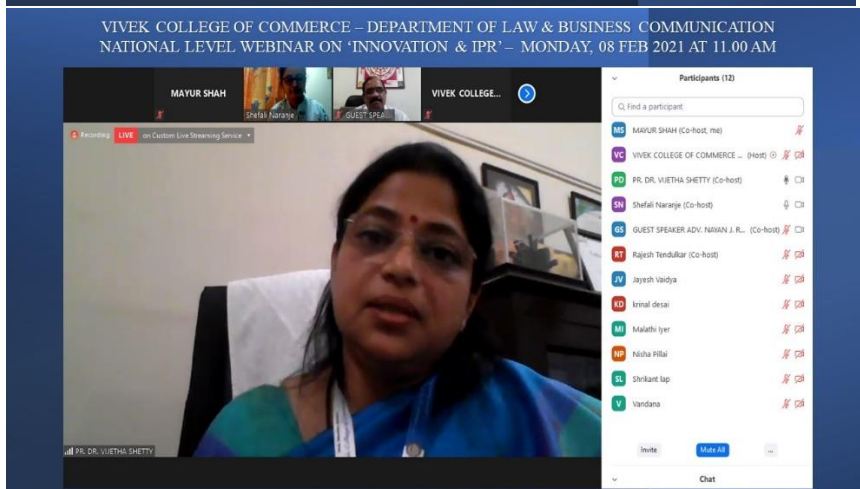 VIVEK COLLEGE OF COMMERCE – DEPARTMENT OF LAW & BUSINESS COMMUNICATION
NATIONAL LEVEL WEBINAR ON ‘INNOVATION & IPR’ – MONDAY, 08 FEB 2021 AT 11.00 AM
MAYUR SHAH
Shefali Naranje
GUEST SPEA...
VIVEK COLLEGE...
Recording LIVE on Custom Live Streaming Service
PR. DR. VIJETHA SHETTY
Participants (12)
Find a participant
MS MAYUR SHAH (Co-host, me)
VC VIVEK COLLEGE OF COMMERCE ... (Host)
PD PR. DR. VIJETHA SHETTY (Co-host)
SN Shefali Naranje (Co-host)
GS GUEST SPEAKER ADV. NAYAN J. R... (Co-host)
RT Rajesh Tendulkar (Co-host)
JV Jayesh Vaidya
KD krinal desai
MI Malathi Iyer
NP Nisha Pillai
SL Shrikant lap
V Vandana
Invite Mute All ...
Chat